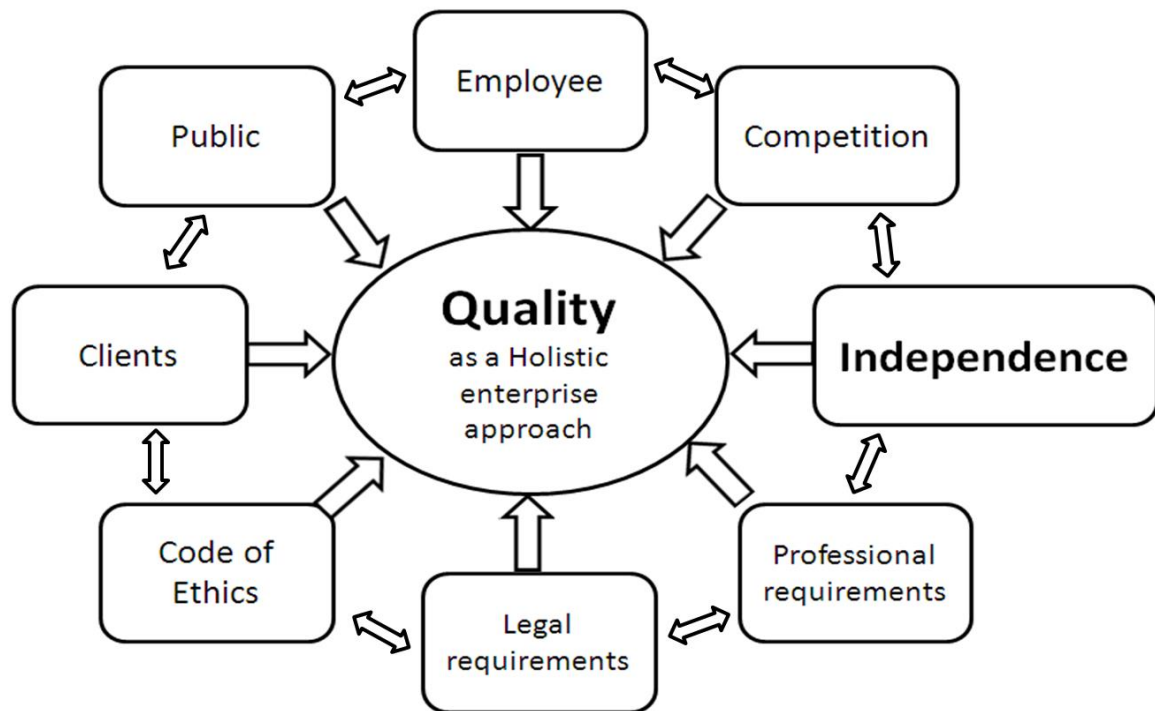 Employee
Public
Competition
Quality
as a Holistic
enterprise
approach
Clients
Independence
Code of
Ethics
Professional
requirements
Legal
requirements